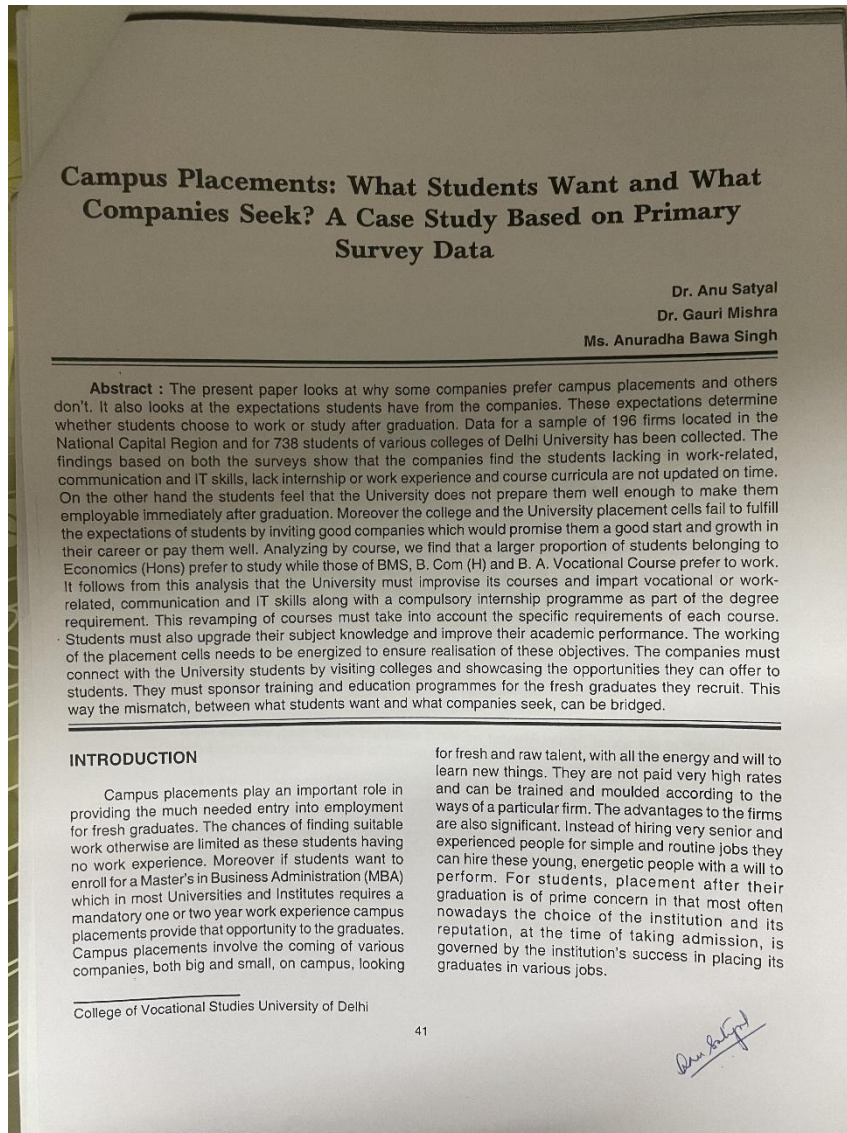 Campus Placements: What Students Want and What
Companies Seek? A Case Study Based on Primary
Survey Data
Dr. Anu Satyal
Dr. Gauri Mishra
Ms. Anuradha Bawa Singh
Abstract : The present paper looks at why some companies prefer campus placements and others
don't. It also looks at the expectations students have from the companies. These expectations determine
whether students choose to work or study after graduation. Data for a sample of 196 firms located in the
National Capital Region and for 738 students of various colleges of Delhi University has been collected. The
findings based on both the surveys show that the companies find the students lacking in work-related,
communication and IT skills, lack internship or work experience and course curricula are not updated on time.
On the other hand the students feel that the University does not prepare them well enough to make them
employable immediately after graduation. Moreover the college and the University placement cells fail to fulfill
the expectations of students by inviting good companies which would promise them a good start and growth in
their career or pay them well. Analyzing by course, we find that a larger proportion of students belonging to
Economics (Hons) prefer to study while those of BMS, B. Com (H) and B. A. Vocational Course prefer to work.
It follows from this analysis that the University must improvise its courses and impart vocational or work-
related, communication and IT skills along with a compulsory internship programme as part of the degree
requirement. This revamping of courses must take into account the specific requirements of each course.
Students must also upgrade their subject knowledge and improve their academic performance. The working
of the placement cells needs to be energized to ensure realisation of these objectives. The companies must
connect with the University students by visiting colleges and showcasing the opportunities they can offer to
students. They must sponsor training and education programmes for the fresh graduates they recruit. This
way the mismatch, between what students want and what companies seek, can be bridged.
INTRODUCTION
Campus placements play an important role in
providing the much needed entry into employment
for fresh graduates. The chances of finding suitable
work otherwise are limited as these students having
no work experience. Moreover if students want to
enroll for a Master's in Business Administration (MBA)
which in most Universities and Institutes requires a
mandatory one or two year work experience campus
placements provide that opportunity to the graduates.
Campus placements involve the coming of various
companies, both big and small, on campus, looking
for fresh and raw talent, with all the energy and will to
learn new things. They are not paid very high rates
and can be trained and moulded according to the
ways of a particular firm. The advantages to the firms
are also significant. Instead of hiring very senior and
experienced people for simple and routine jobs they
can hire these young, energetic people with a will to
perform. For students, placement after their
graduation is of prime concern in that most often
nowadays the choice of the institution and its
reputation, at the time of taking admission, is
governed by the institution's success in placing its
graduates in various jobs.
College of Vocational Studies University of Delhi
41
Anu Satyal